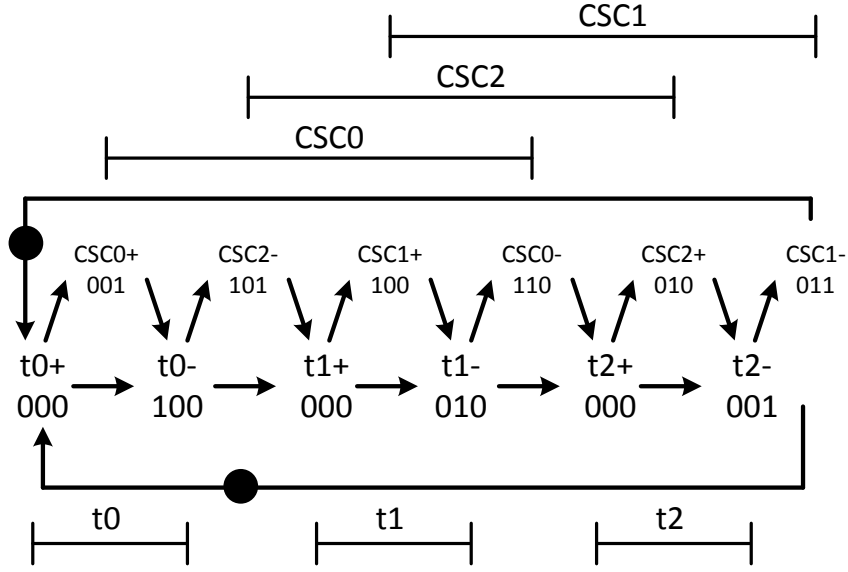 CSC1
CSC2
CSC0
CSC0+ CSC2- CSC1+ CSC0- CSC2+ CSC1-
001 101 100 110 010 011
t0+ t0- t1+ t1- t2+ t2-
000 100 000 010 000 001
t0 t1 t2